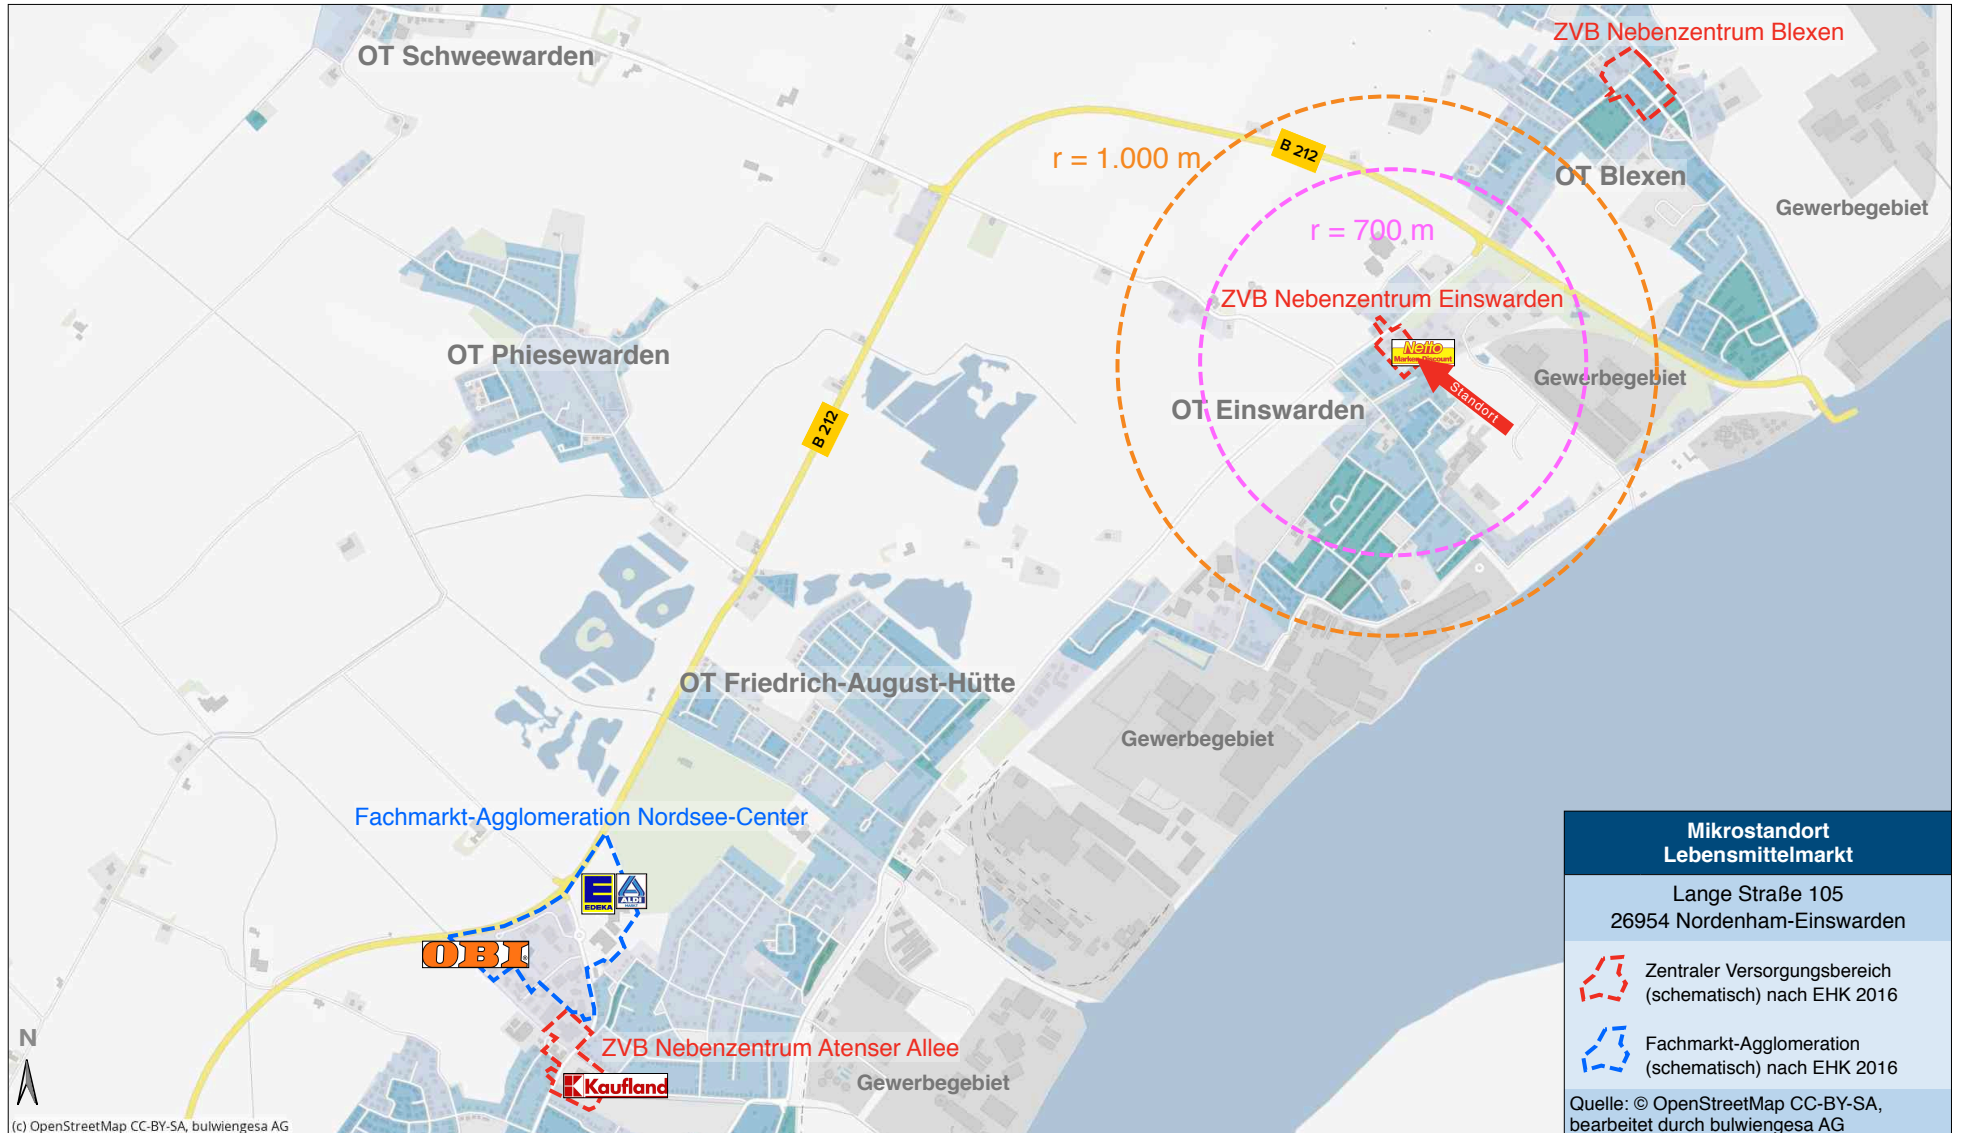 OT Schweewarden
ZVB Nebenzentrum Blexen
B 212
r = 1.000 m
OT Blexen
Gewerbegebiet
r = 700 m
ZVB Nebenzentrum Einswarden
Netto
Marken-Discount
OT Phiesewarden
Gewerbegebiet
Standort
OT Einswarden
B 212
OT Friedrich-August-Hütte
Gewerbegebiet
Fachmarkt-Agglomeration Nordsee-Center
E
EDEKA
ALDI
MARKT
OBI
ZVB Nebenzentrum Atenser Allee
Kaufland
Gewerbegebiet
N
(c) OpenStreetMap CC-BY-SA, bulwiengesa AG
Mikrostandort
Lebensmittelmarkt
Lange Straße 105
26954 Nordenham-Einswarden
Zentraler Versorgungsbereich
(schematisch) nach EHK 2016
Fachmarkt-Agglomeration
(schematisch) nach EHK 2016
Quelle: © OpenStreetMap CC-BY-SA,
bearbeitet durch bulwiengesa AG